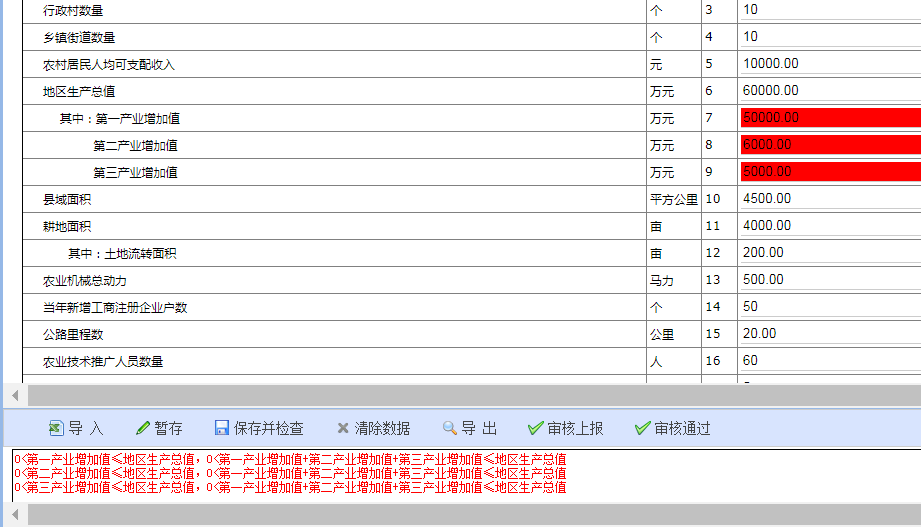 行政村数量 个 3 10
乡镇街道数量 个 4 10
农村居民人均可支配收入 元 5 10000.00
地区生产总值 万元 6 60000.00
其中：第一产业增加值 万元 7 50000.00
第二产业增加值 万元 8 6000.00
第三产业增加值 万元 9 5000.00
县域面积 平方公里 10 4500.00
耕地面积 亩 11 4000.00
其中：土地流转面积 亩 12 200.00
农业机械总动力 马力 13 500.00
当年新增工商注册企业户数 个 14 50
公路里程数 公里 15 20.00
农业技术推广人员数量 人 16 60
导 入 暂存 保存并检查 清除数据 导 出 审核上报 审核通过
0<第一产业增加值≤地区生产总值，0<第一产业增加值+第二产业增加值+第三产业增加值≤地区生产总值
0<第二产业增加值≤地区生产总值，0<第一产业增加值+第二产业增加值+第三产业增加值≤地区生产总值
0<第三产业增加值≤地区生产总值，0<第一产业增加值+第二产业增加值+第三产业增加值≤地区生产总值